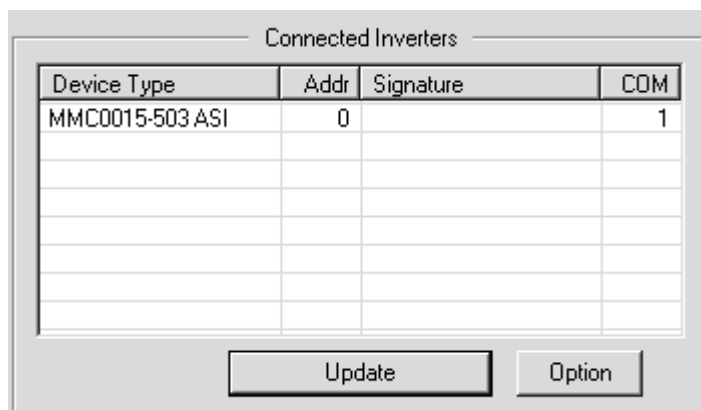 Connected Inverters
Device Type Addr Signature COM
MMC0015-503 ASI 0 1
Update Option